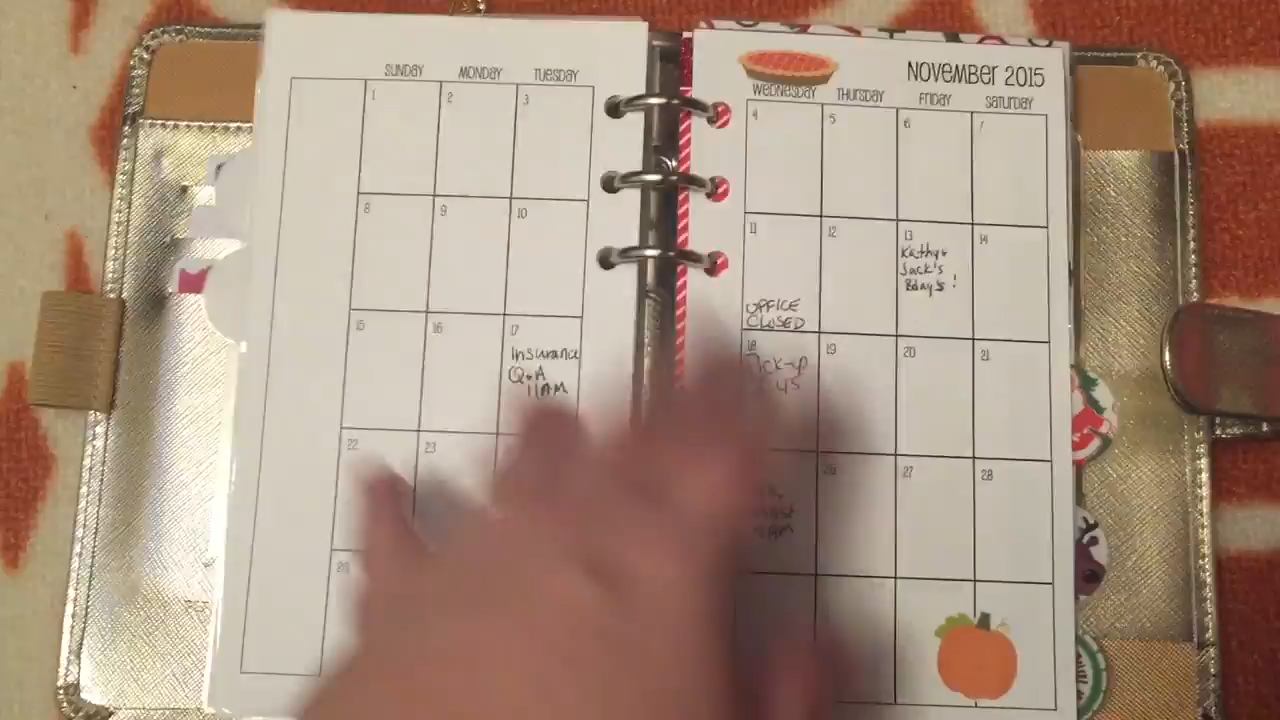 SUNDAY MONDAY TUESDAY
1 2 3
8 9 10
15 16 17
Insurance
Q&A
11AM
22 23
NOVEMBER 2015
WEDNESDAY THURSDAY FRIDAY SATURDAY
4 5 6 7
11 12 13 14
Kathy &
Jack's
Bday's!
OFFICE
CLOSED
18 19 20 21
26 27 28